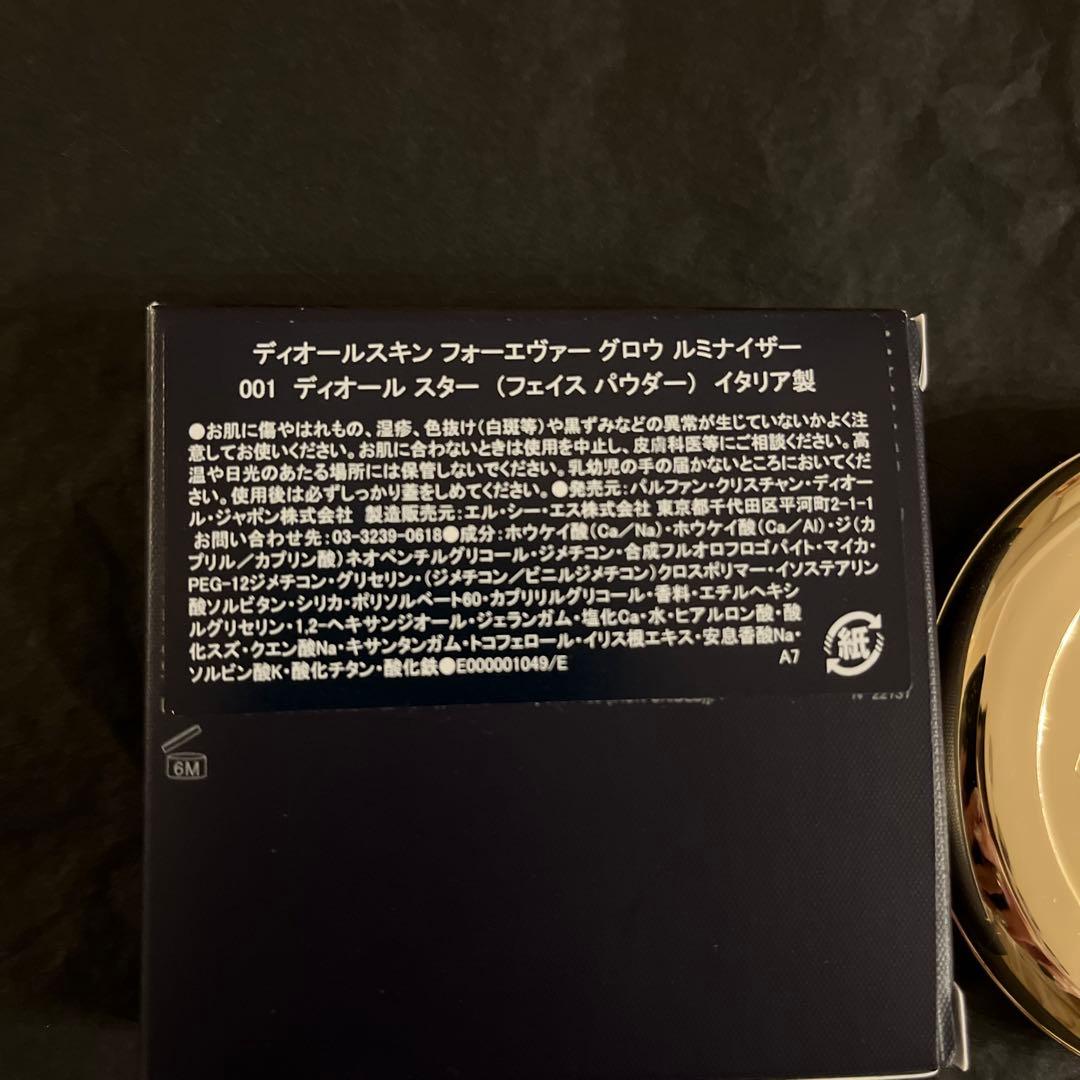 ディオールスキン フォーエヴァー グロウ ルミナイザー
001 ディオール スター （フェイス パウダー） イタリア製
●お肌に傷やはれもの、湿疹、色抜け(白斑等)や黒ずみなどの異常が生じていないかよく注
意してお使いください。お肌に合わないときは使用を中止し、皮膚科医等にご相談ください。高
温や日光のあたる場所には保管しないでください。乳幼児の手の届かないところにおいてくだ
さい。使用後は必ずしっかり蓋をしめてください。●発売元：パルファン・クリスチャン・ディオー
ル・ジャポン株式会社 製造販売元：エル・シー・エス株式会社 東京都千代田区平河町2-1-1
お問い合わせ先：03-3239-0618●成分：ホウケイ酸(Ca／Na)・ホウケイ酸(Ca／Al)・ジ(カ
プリル／カプリン酸）ネオペンチルグリコール・ジメチコン・合成フルオロフロゴパイト・マイカ・
PEG-12ジメチコン・グリセリン・(ジメチコン／ビニルジメチコン)クロスポリマー・イソステアリン
酸ソルビタン・シリカ・ポリソルベート60・カプリリルグリコール・香料・エチルヘキシ
ルグリセリン・1,2-ヘキサンジオール・ジェランガム・塩化Ca・水・ヒアルロン酸・酸
化スズ・クエン酸Na・キサンタンガム・トコフェロール・イリス根エキス・安息香酸Na・
ソルビン酸K・酸化チタン・酸化鉄●E000001049/E
A7
紙
6M